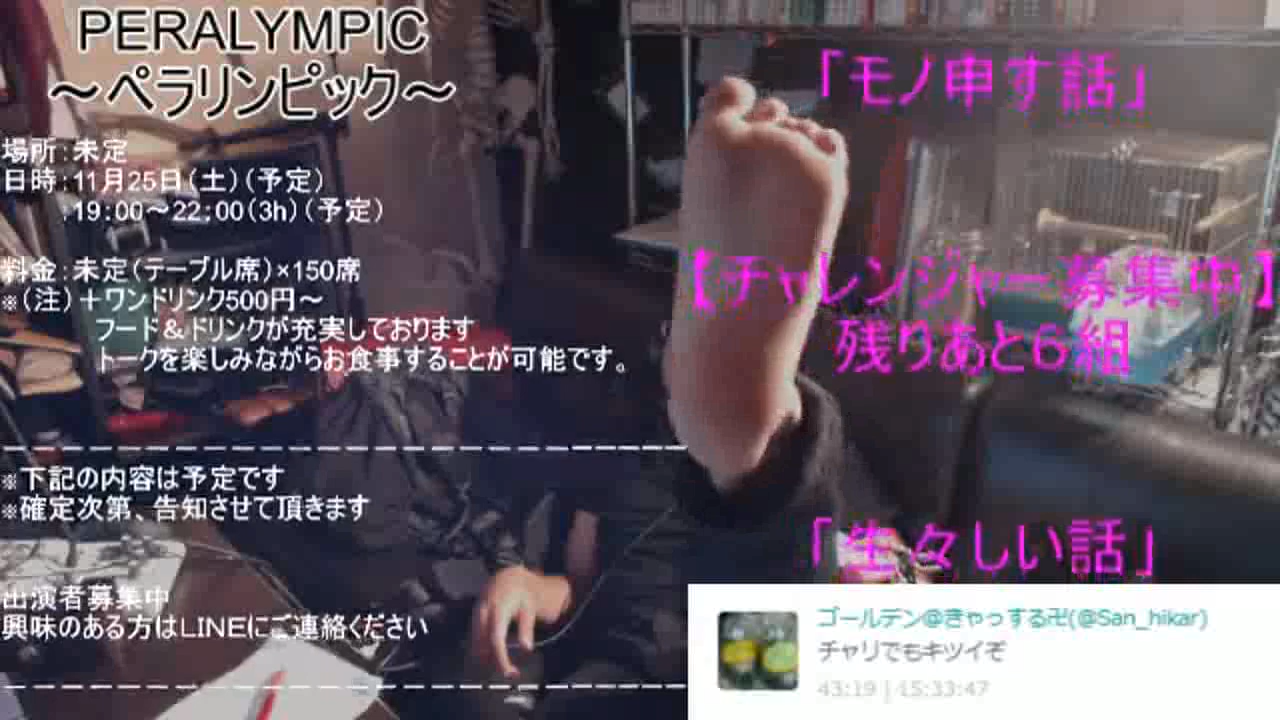 PERALYMPIC
〜ペラリンピック〜
場所：未定
日時：11月25日（土）（予定）
：19:00〜22:00（3h）（予定）
料金：未定（テーブル席）×150席
※（注）＋ワンドリンク500円〜
フード＆ドリンクが充実しております
トークを楽しみながらお食事することが可能です。
※下記の内容は予定です
※確定次第、告知させて頂きます
出演者募集中
興味のある方はLINEにご連絡ください
「モノ申す話」
【チャレンジャー募集中】
残りあと６組
「生々しい話」
ゴールデン@きゃっする卍(@San_hikar)
チャリでもキツイぞ
43:19 | 15:33:47